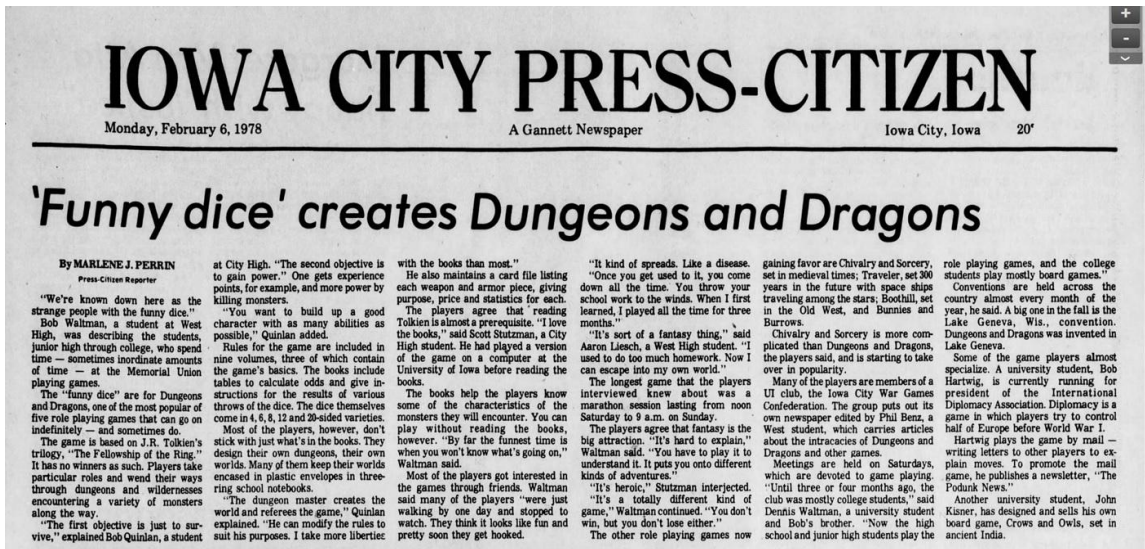 IOWA CITY PRESS-CITIZEN
Monday, February 6, 1978
A Gannett Newspaper
Iowa City, Iowa 20¢
'Funny dice' creates Dungeons and Dragons
By MARLENE J. PERRIN
Press-Citizen Reporter
"We're known down here as the
strange people with the funny dice."
Bob Waltman, a student at West
High, was describing the students,
junior high through college, who spend
time — sometimes inordinate amounts
of time — at the Memorial Union
playing games.
The "funny dice" are for Dungeons
and Dragons, one of the most popular of
five role playing games that can go on
indefinitely — and sometimes do.
The game is based on J.R. Tolkien's
trilogy, "The Fellowship of the Ring."
It has no winners as such. Players take
particular roles and wend their ways
through dungeons and wildernesses
encountering a variety of monsters
along the way.
"The first objective is just to sur-
vive," explained Bob Quinlan, a student
at City High. "The second objective is
to gain power." One gets experience
points, for example, and more power by
killing monsters.
"You want to build up a good
character with as many abilities as
possible," Quinlan added.
Rules for the game are included in
nine volumes, three of which contain
the game's basics. The books include
tables to calculate odds and give in-
structions for the results of various
throws of the dice. The dice themselves
come in 4, 6, 8, 12 and 20-sided varieties.
Most of the players, however, don't
stick with just what's in the books. They
design their own dungeons, their own
worlds. Many of them keep their worlds
encased in plastic envelopes in three-
ring school notebooks.
"The dungeon master creates the
world and referees the game," Quinlan
explained. "He can modify the rules to
suit his purposes. I take more liberties
with the books than most."
He also maintains a card file listing
each weapon and armor piece, giving
purpose, price and statistics for each.
The players agree that reading
Tolkien is almost a prerequisite. "I love
the books," said Scott Stutzman, a City
High student. He had played a version
of the game on a computer at the
University of Iowa before reading the
books.
The books help the players know
some of the characteristics of the
monsters they will encounter. You can
play without reading the books,
however. "By far the funnest time is
when you won't know what's going on,"
Waltman said.
Most of the players got interested in
the games through friends. Waltman
said many of the players "were just
walking by one day and stopped to
watch. They think it looks like fun and
pretty soon they get hooked.
"It kind of spreads. Like a disease.
"Once you get used to it, you come
down all the time. You throw your
school work to the winds. When I first
learned, I played all the time for three
months."
"It's sort of a fantasy thing," said
Aaron Liesch, a West High student. "I
used to do too much homework. Now I
can escape into my own world."
The longest game that the players
interviewed knew about was a
marathon session lasting from noon
Saturday to 9 a.m. on Sunday.
The players agree that fantasy is the
big attraction. "It's hard to explain,"
Waltman said. "You have to play it to
understand it. It puts you onto different
kinds of adventures."
"It's heroic," Stutzman interjected.
"It's a totally different kind of
game," Waltman continued. "You don't
win, but you don't lose either."
The other role playing games now
gaining favor are Chivalry and Sorcery,
set in medieval times; Traveler, set 300
years in the future with space ships
traveling among the stars; Boothill, set
in the Old West, and Bunnies and
Burrows.
Chivalry and Sorcery is more com-
plicated than Dungeons and Dragons,
the players said, and is starting to take
over in popularity.
Many of the players are members of a
UI club, the Iowa City War Games
Confederation. The group puts out its
own newspaper edited by Phil Benz, a
West student, which carries articles
about the intracacies of Dungeons and
Dragons and other games.
Meetings are held on Saturdays,
which are devoted to game playing.
"Until three or four months ago, the
club was mostly college students," said
Dennis Waltman, a university student
and Bob's brother. "Now the high
school and junior high students play the
role playing games, and the college
students play mostly board games."
Conventions are held across the
country almost every month of the
year, he said. A big one in the fall is the
Lake Geneva, Wis., convention.
Dungeons and Dragons was invented in
Lake Geneva.
Some of the game players almost
specialize. A university student, Bob
Hartwig, is currently running for
president of the International
Diplomacy Association. Diplomacy is a
game in which players try to control
half of Europe before World War I.
Hartwig plays the game by mail —
writing letters to other players to ex-
plain moves. To promote the mail
game, he publishes a newsletter, "The
Podunk News."
Another university student, John
Kisner, has designed and sells his own
board game, Crows and Owls, set in
ancient India.